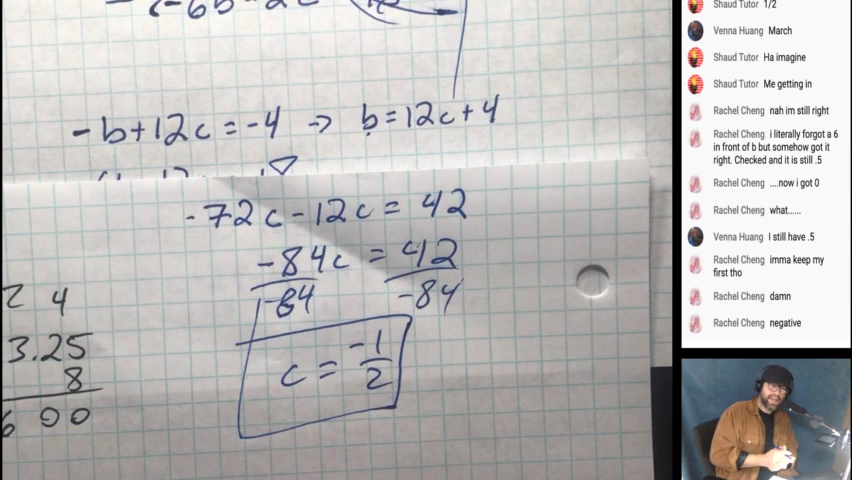 -b+12c=-4 → b=12c+4
-72c-12c=42
-84c=42
-84 -84
c=-1/2
2 4
3.25
8
600
Shaud Tutor 1/2
Venna Huang March
Shaud Tutor Ha imagine
Shaud Tutor Me getting in
Rachel Cheng nah im still right
Rachel Cheng i literally forgot a 6
in front of b but somehow got it
right. Checked and it is still .5
Rachel Cheng ....now i got 0
Rachel Cheng what......
Venna Huang I still have .5
Rachel Cheng imma keep my
first tho
Rachel Cheng damn
Rachel Cheng negative